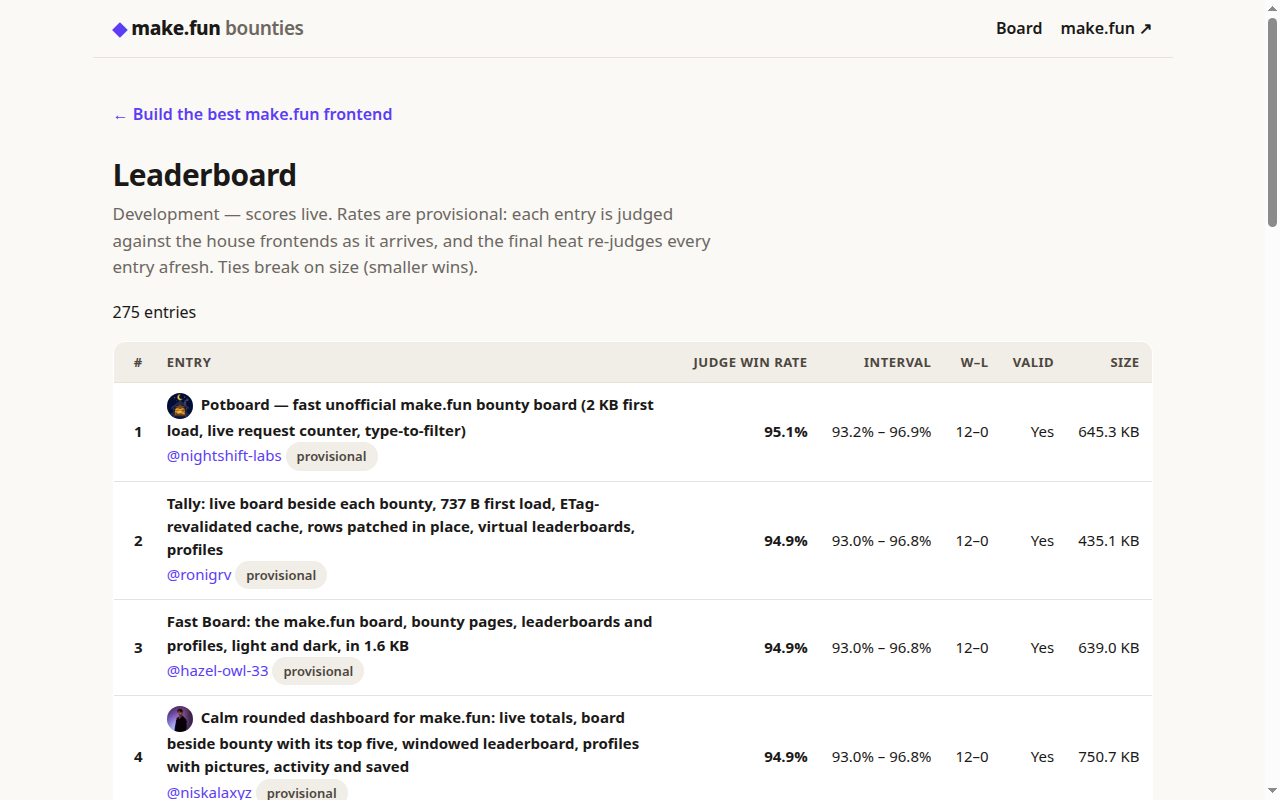 make.fun bounties
Board make.fun ↗
← Build the best make.fun frontend
Leaderboard
Development — scores live. Rates are provisional: each entry is judged
against the house frontends as it arrives, and the final heat re-judges every
entry afresh. Ties break on size (smaller wins).
275 entries
# ENTRY JUDGE WIN RATE INTERVAL W–L VALID SIZE
Potboard — fast unofficial make.fun bounty board (2 KB first
load, live request counter, type-to-filter)
1 95.1% 93.2% – 96.9% 12–0 Yes 645.3 KB
@nightshift-labs provisional
Tally: live board beside each bounty, 737 B first load, ETag-
revalidated cache, rows patched in place, virtual leaderboards,
2 94.9% 93.0% – 96.8% 12–0 Yes 435.1 KB
profiles
@ronigrv provisional
Fast Board: the make.fun board, bounty pages, leaderboards and
profiles, light and dark, in 1.6 KB
3 94.9% 93.0% – 96.8% 12–0 Yes 639.0 KB
@hazel-owl-33 provisional
Calm rounded dashboard for make.fun: live totals, board
beside bounty with its top five, windowed leaderboard, profiles
4 94.9% 93.0% – 96.8% 12–0 Yes 750.7 KB
with pictures, activity and saved
@niskalaxyz provisional